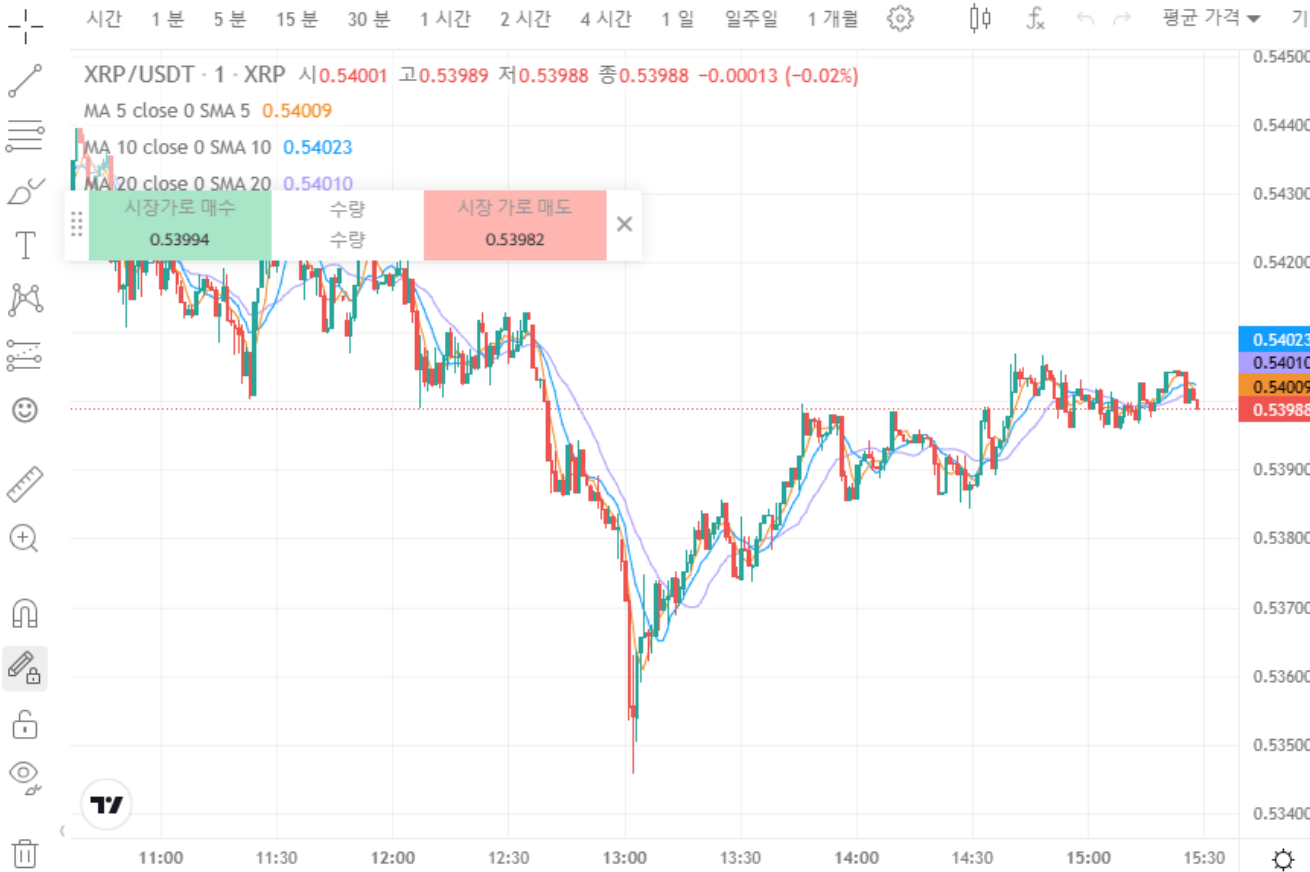 시간 1 분 5 분 15 분 30 분 1 시간 2 시간 4 시간 1 일 일주일 1 개월 평균 가격 기
XRP/USDT · 1 · XRP 시0.54001 고0.53989 저0.53988 종0.53988 −0.00013 (−0.02%)
MA 5 close 0 SMA 5 0.54009
MA 10 close 0 SMA 10 0.54023
MA 20 close 0 SMA 20 0.54010
시장가로 매수 수량 시장 가로 매도
0.53994 수량 0.53982
0.54500
0.54400
0.54300
0.54200
0.54023
0.54010
0.54009
0.53988
0.53900
0.53800
0.53700
0.53600
0.53500
0.53400
11:00 11:30 12:00 12:30 13:00 13:30 14:00 14:30 15:00 15:30